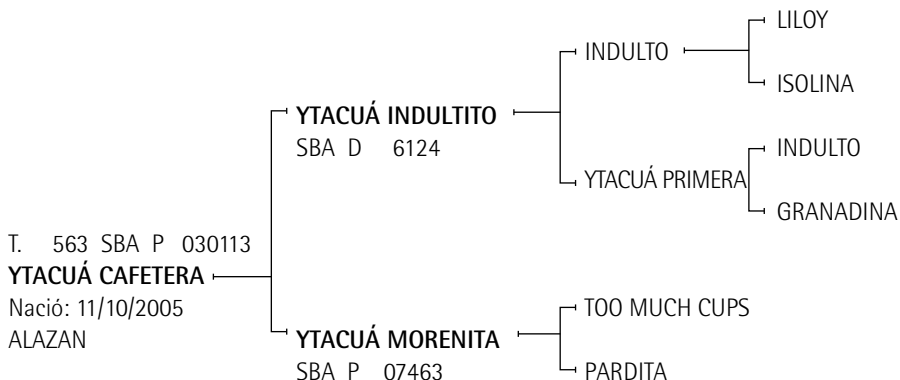 T. 563 SBA P 030113
YTACUÁ CAFETERA
Nació: 11/10/2005
ALAZAN
YTACUÁ INDULTITO
SBA D 6124
YTACUÁ MORENITA
SBA P 07463
INDULTO
YTACUÁ PRIMERA
TOO MUCH CUPS
PARDITA
LILOY
ISOLINA
INDULTO
GRANADINA